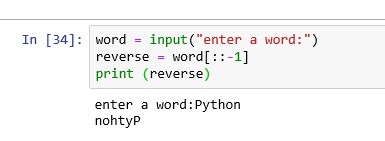 In [34]: word = input("enter a word:")
reverse = word[::-1]
print (reverse)
enter a word:Python
nohtyP